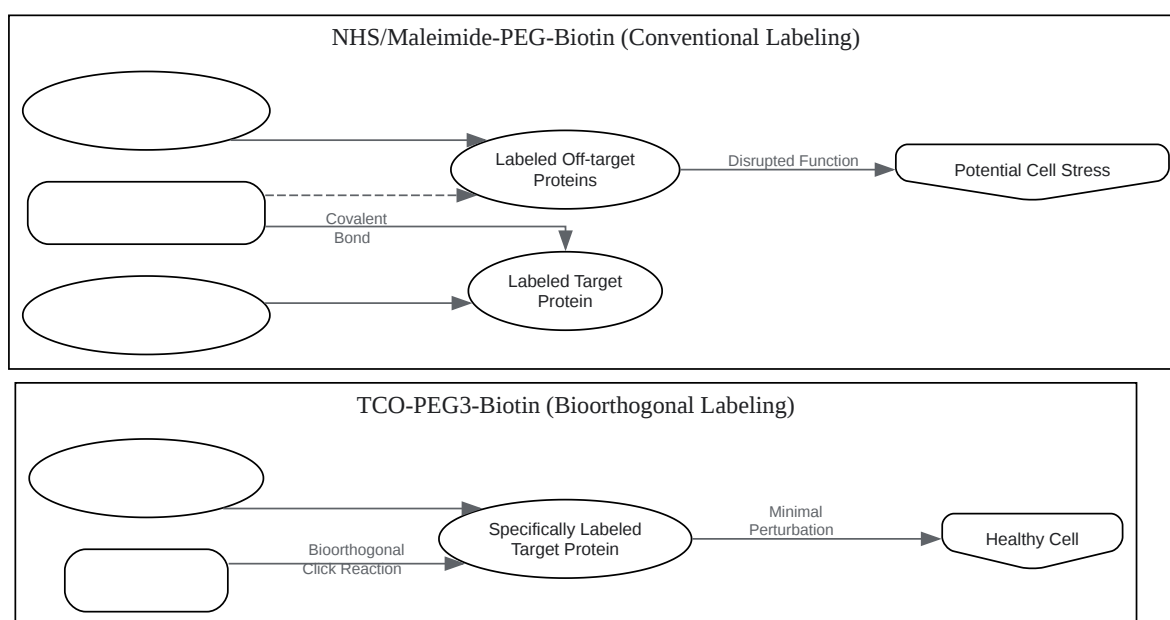 NHS/Maleimide-PEG-Biotin (Conventional Labeling)
Labeled Off-target
Proteins
Disrupted Function
Potential Cell Stress
Covalent
Bond
Labeled Target
Protein
TCO-PEG3-Biotin (Bioorthogonal Labeling)
Specifically Labeled
Target Protein
Minimal
Perturbation
Healthy Cell
Bioorthogonal
Click Reaction